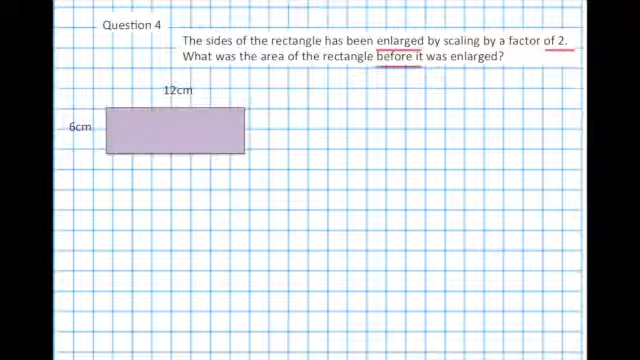 Question 4
The sides of the rectangle has been enlarged by scaling by a factor of 2.
What was the area of the rectangle before it was enlarged?
12cm
6cm